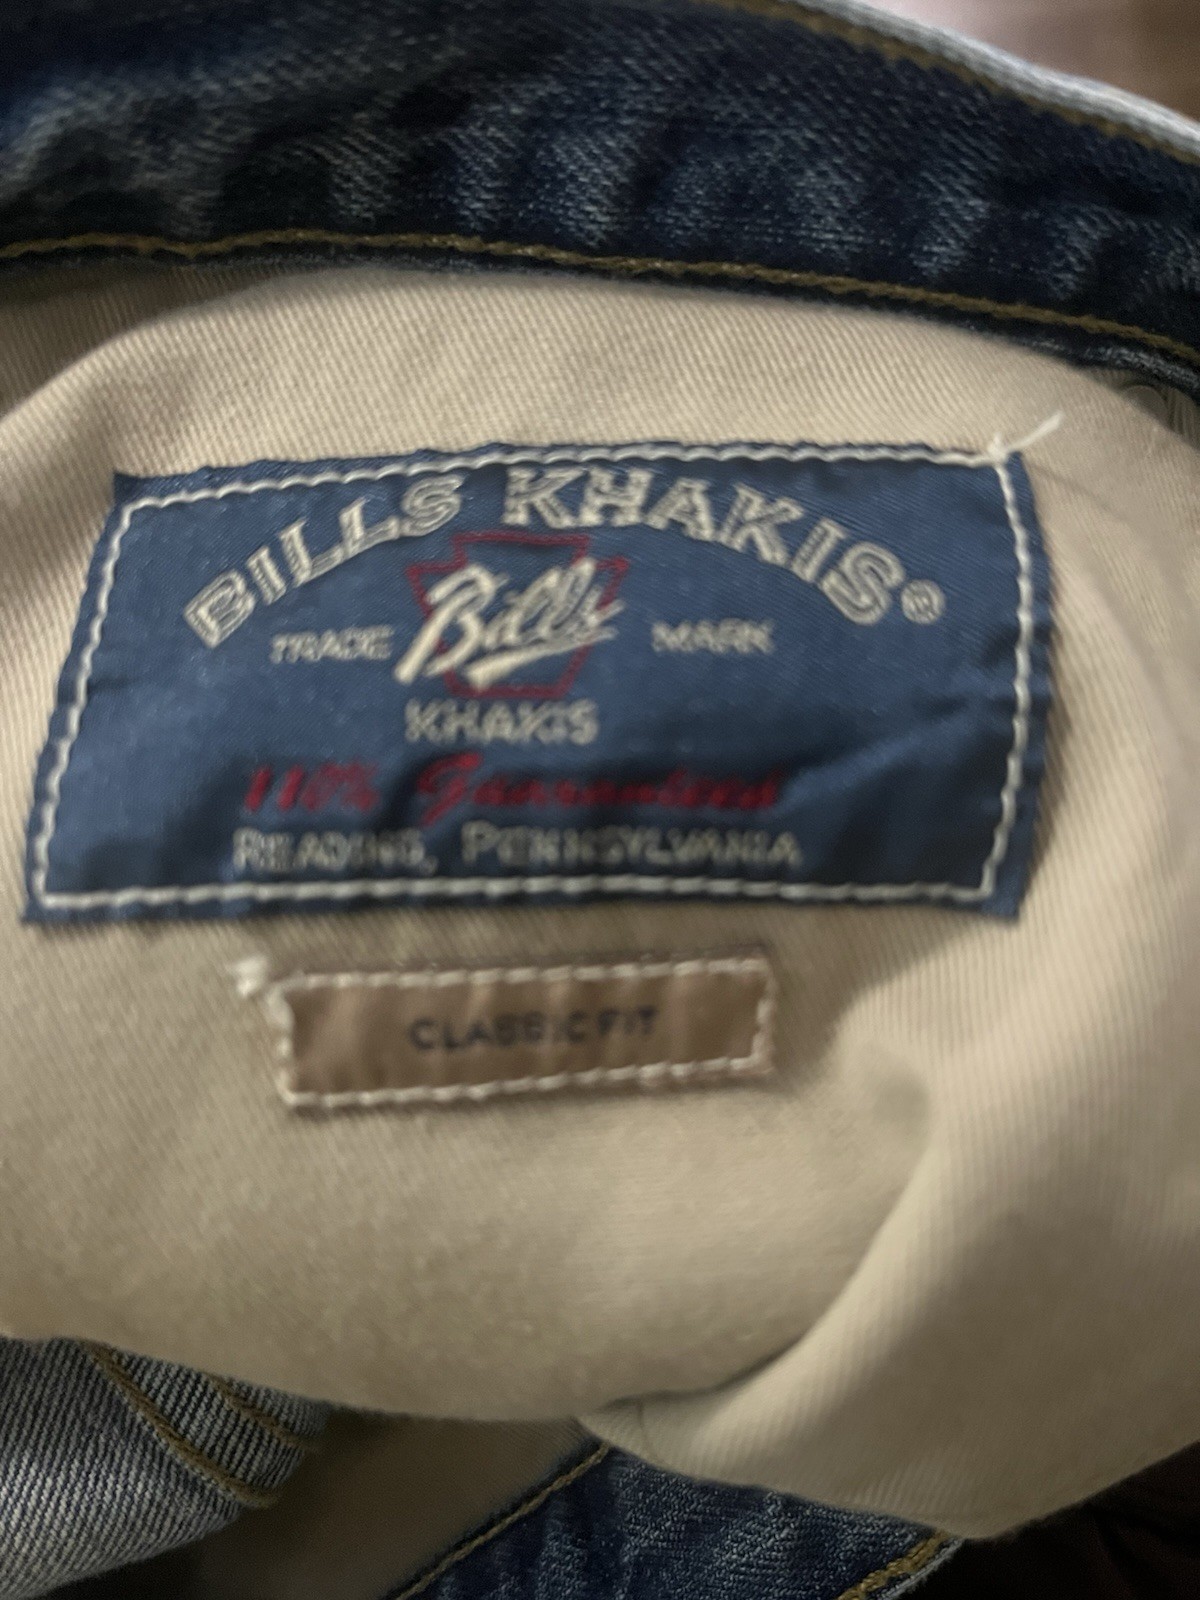 BILLS KHAKIS®
TRADE Bills MARK
KHAKIS
110% Guaranteed
READING, PENNSYLVANIA
CLASSIC FIT